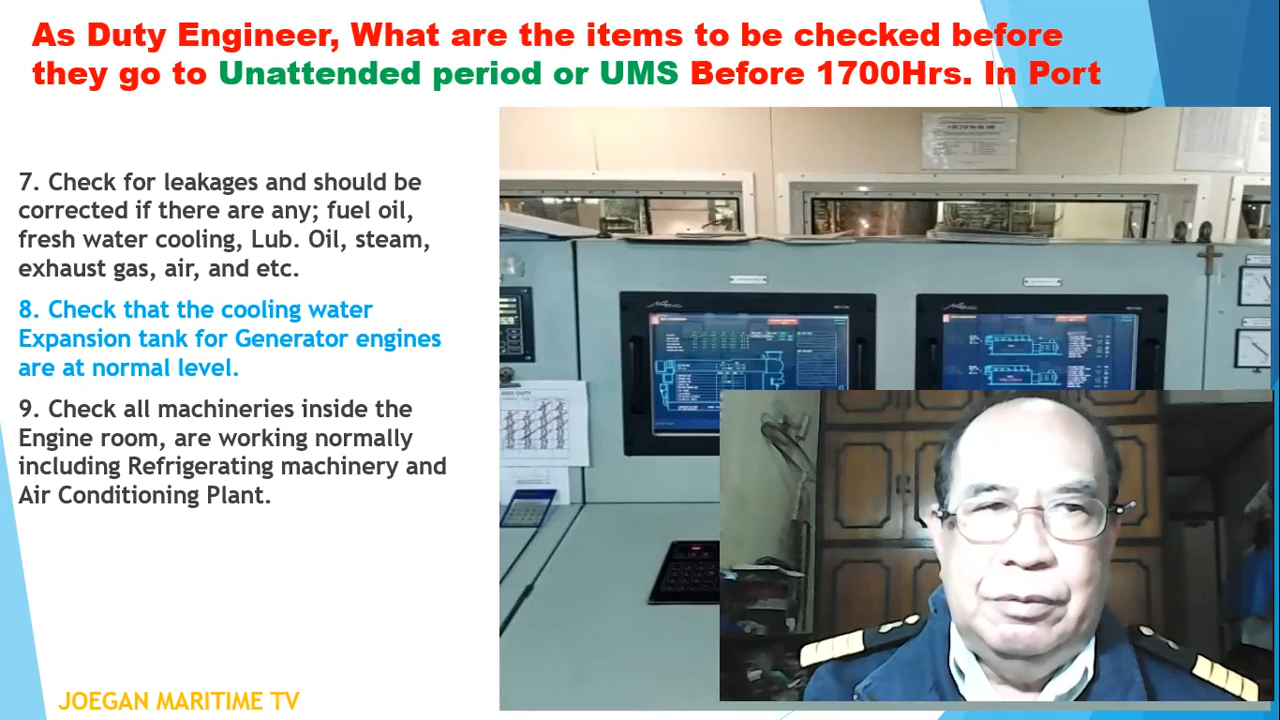 As Duty Engineer, What are the items to be checked before
they go to Unattended period or UMS Before 1700Hrs. In Port
7. Check for leakages and should be
corrected if there are any; fuel oil,
fresh water cooling, Lub. Oil, steam,
exhaust gas, air, and etc.
8. Check that the cooling water
Expansion tank for Generator engines
are at normal level.
9. Check all machineries inside the
Engine room, are working normally
including Refrigerating machinery and
Air Conditioning Plant.
JOEGAN MARITIME TV